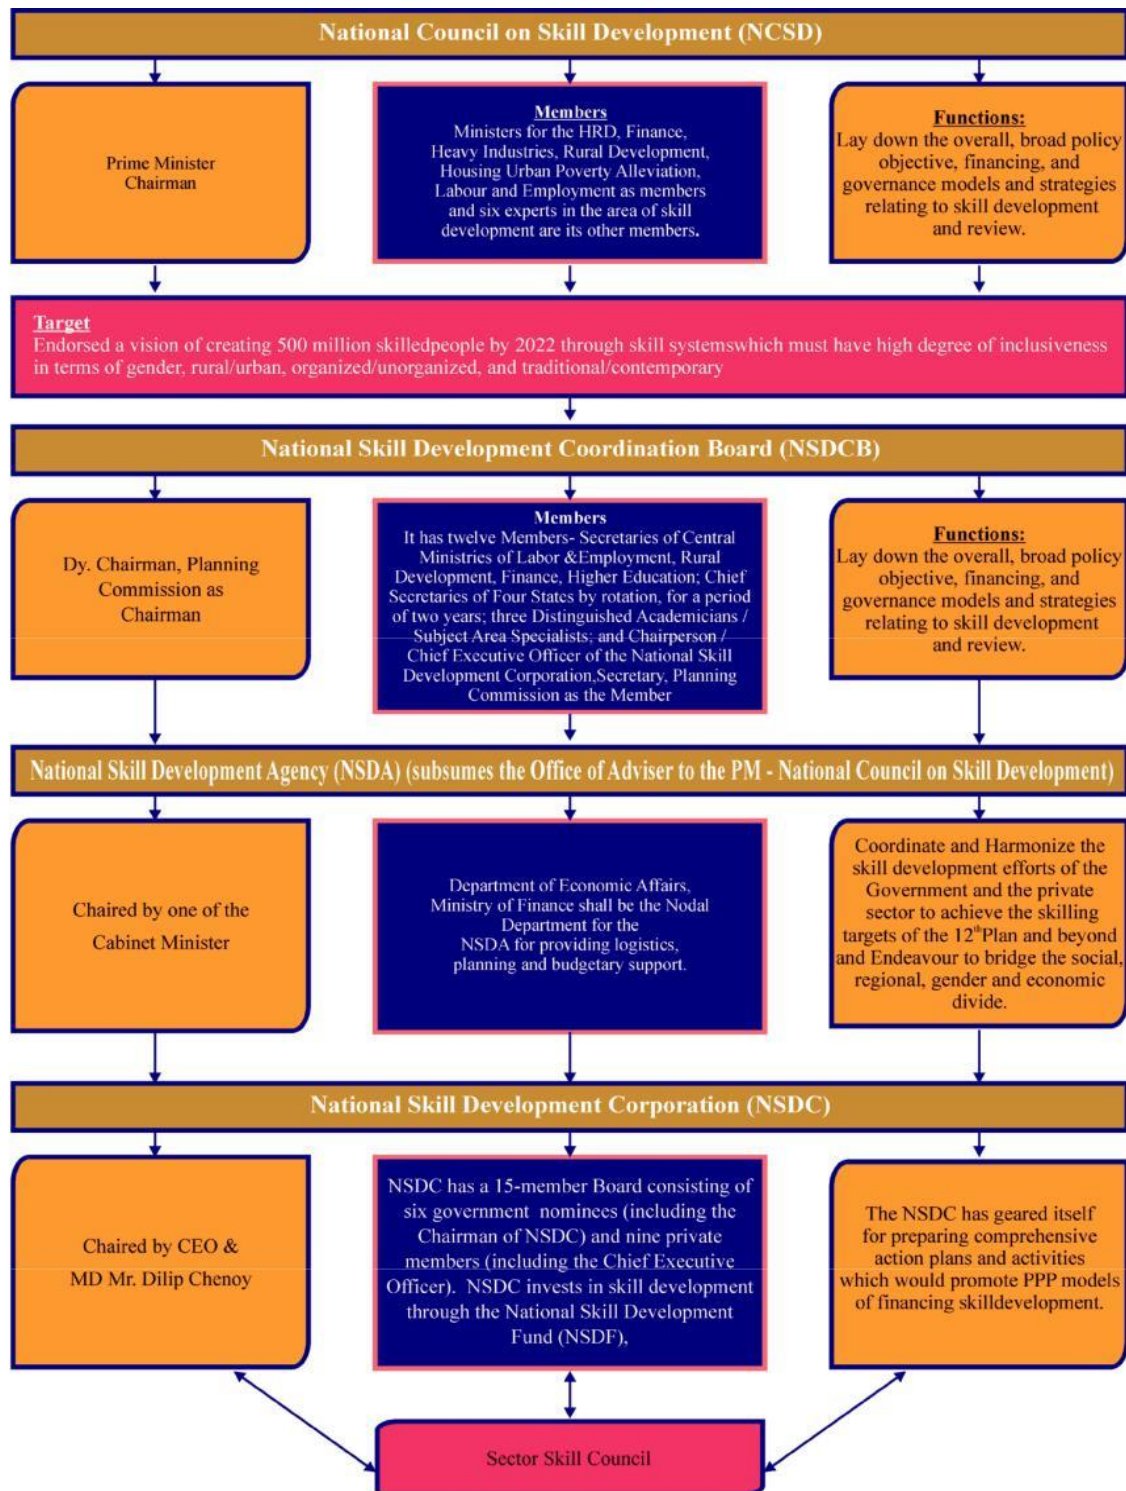 National Council on Skill Development (NCSD)
Prime Minister
Chairman
Members
Ministers for the HRD, Finance,
Heavy Industries, Rural Development,
Housing Urban Poverty Alleviation,
Labour and Employment as members
and six experts in the area of skill
development are its other members.
Functions:
Lay down the overall, broad policy
objective, financing, and
governance models and strategies
relating to skill development
and review.
Target
Endorsed a vision of creating 500 million skilledpeople by 2022 through skill systemswhich must have high degree of inclusiveness
in terms of gender, rural/urban, organized/unorganized, and traditional/contemporary
National Skill Development Coordination Board (NSDCB)
Dy. Chairman, Planning
Commission as
Chairman
Members
It has twelve Members- Secretaries of Central
Ministries of Labor &Employment, Rural
Development, Finance, Higher Education; Chief
Secretaries of Four States by rotation, for a period
of two years; three Distinguished Academicians /
Subject Area Specialists; and Chairperson /
Chief Executive Officer of the National Skill
Development Corporation,Secretary, Planning
Commission as the Member
Functions:
Lay down the overall, broad policy
objective, financing, and
governance models and strategies
relating to skill development
and review.
National Skill Development Agency (NSDA) (subsumes the Office of Adviser to the PM - National Council on Skill Development)
Chaired by one of the
Cabinet Minister
Department of Economic Affairs,
Ministry of Finance shall be the Nodal
Department for the
NSDA for providing logistics,
planning and budgetary support.
Coordinate and Harmonize the
skill development efforts of the
Government and the private
sector to achieve the skilling
targets of the 12thPlan and beyond
and Endeavour to bridge the social,
regional, gender and economic
divide.
National Skill Development Corporation (NSDC)
Chaired by CEO &
MD Mr. Dilip Chenoy
NSDC has a 15-member Board consisting of
six government nominees (including the
Chairman of NSDC) and nine private
members (including the Chief Executive
Officer). NSDC invests in skill development
through the National Skill Development
Fund (NSDF),
The NSDC has geared itself
for preparing comprehensive
action plans and activities
which would promote PPP models
of financing skilldevelopment.
Sector Skill Council